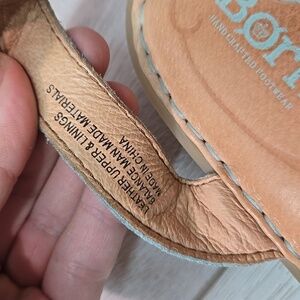 Born
HANDCRAFTED FOOTWEAR
LEATHER UPPER & LININGS
BALANCE MAN MADE MATERIALS
MADE IN CHINA